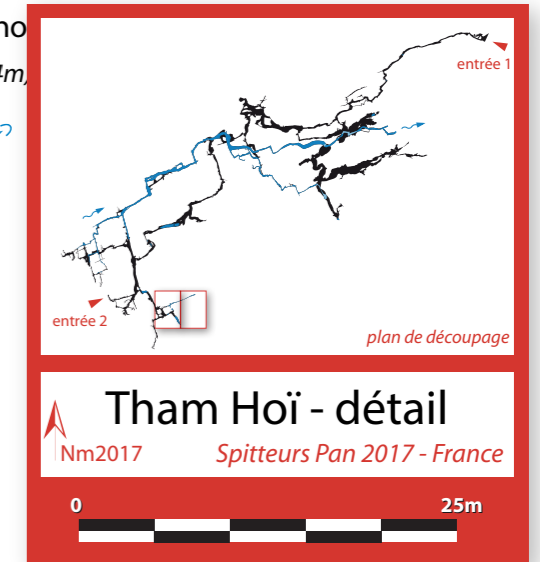 entrée 1
entrée 2
plan de découpage
Tham Hoï - détail
Nm2017
Spitteurs Pan 2017 - France
0 25m